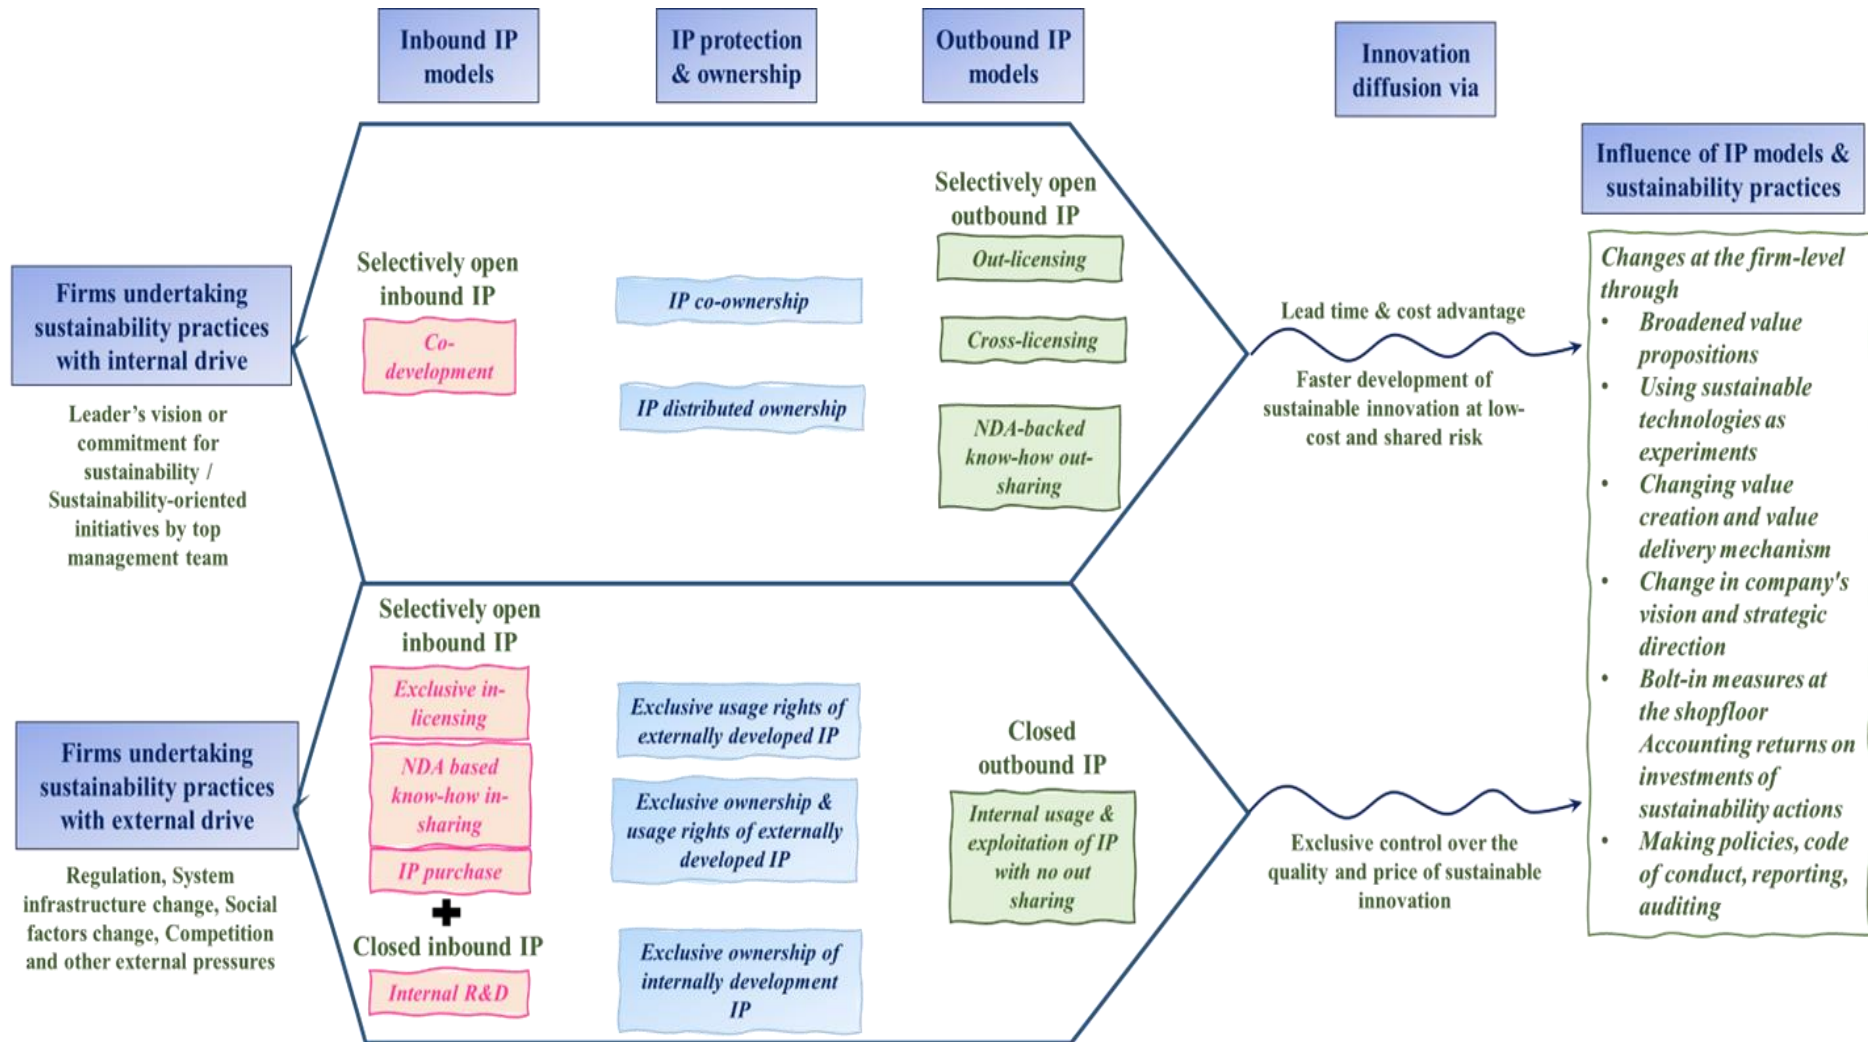 Inbound IP
models
IP protection
& ownership
Outbound IP
models
Innovation
diffusion via
Influence of IP models &
sustainability practices
Firms undertaking
sustainability practices
with internal drive
Leader's vision or
commitment for
sustainability /
Sustainability-oriented
initiatives by top
management team
Selectively open
inbound IP
Co-
development
IP co-ownership
IP distributed ownership
Selectively open
outbound IP
Out-licensing
Cross-licensing
NDA-backed
know-how out-
sharing
Lead time & cost advantage
Faster development of
sustainable innovation at low-
cost and shared risk
Firms undertaking
sustainability practices
with external drive
Regulation, System
infrastructure change, Social
factors change, Competition
and other external pressures
Selectively open
inbound IP
Exclusive in-
licensing
NDA based
know-how in-
sharing
IP purchase
Closed inbound IP
Internal R&D
Exclusive usage rights of
externally developed IP
Exclusive ownership &
usage rights of externally
developed IP
Exclusive ownership of
internally development
IP
Closed
outbound IP
Internal usage &
exploitation of IP
with no out
sharing
Exclusive control over the
quality and price of sustainable
innovation
Changes at the firm-level
through
• Broadened value
propositions
• Using sustainable
technologies as
experiments
• Changing value
creation and value
delivery mechanism
• Change in company's
vision and strategic
direction
• Bolt-in measures at
the shopfloor
Accounting returns on
investments of
sustainability actions
• Making policies, code
of conduct, reporting,
auditing